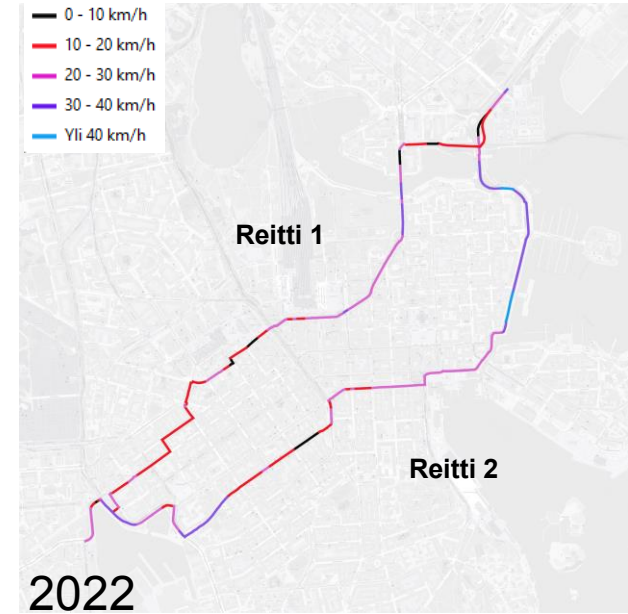 0 - 10 km/h
10 - 20 km/h
20 - 30 km/h
30 - 40 km/h
Yli 40 km/h
Reitti 1
Reitti 2
2022